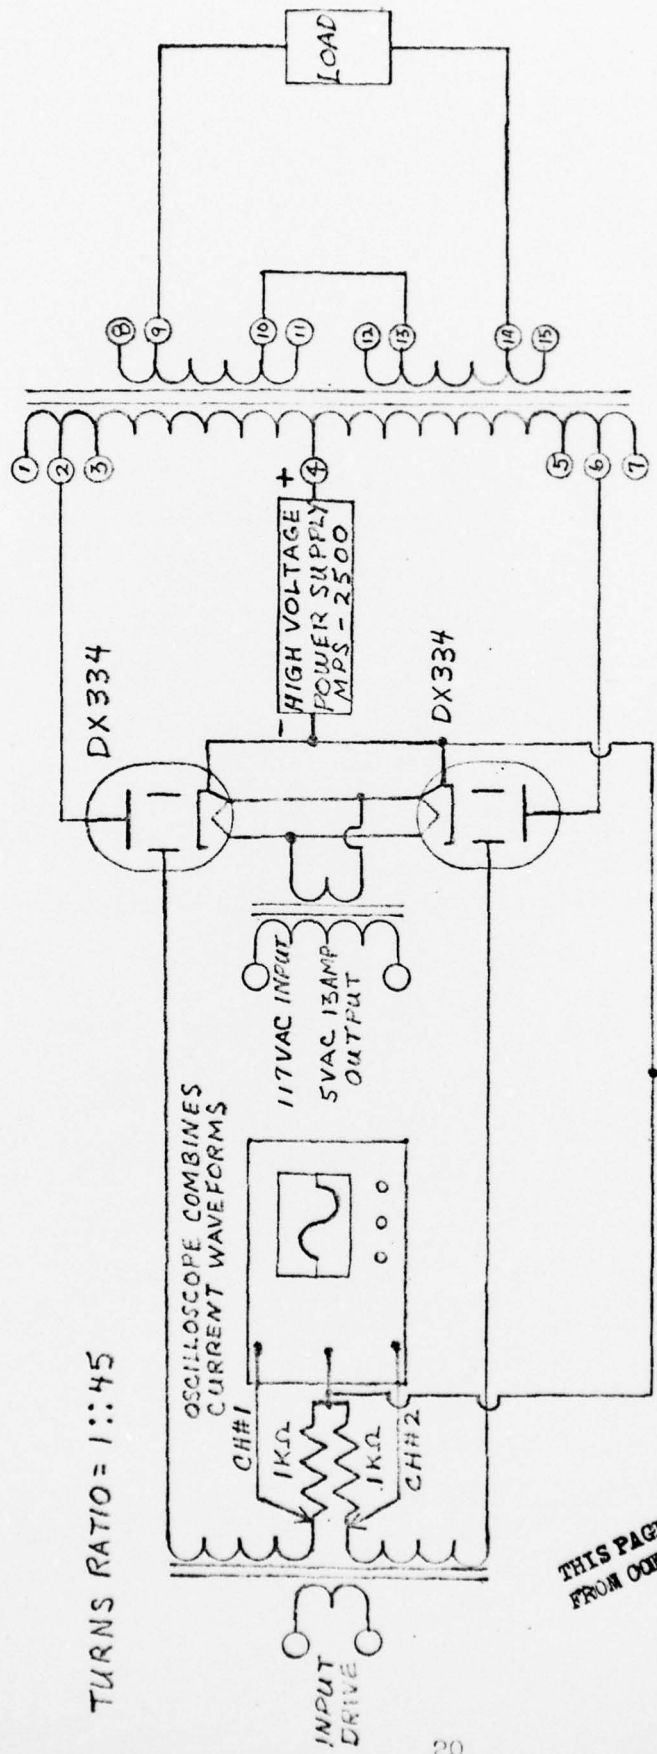 TURNS RATIO = 1::45
INPUT
DRIVE
OSCILLOSCOPE COMBINES
CURRENT WAVEFORMS
CH#1
1KΩ
1KΩ
CH#2
117VAC INPUT
5VAC 13AMP
OUTPUT
DX334
DX334
-
+
HIGH VOLTAGE
POWER SUPPLY
MPS-2500
1
2
3
4
5
6
7
8
9
10
11
12
13
14
15
LOAD
THIS PAGE
FROM
20